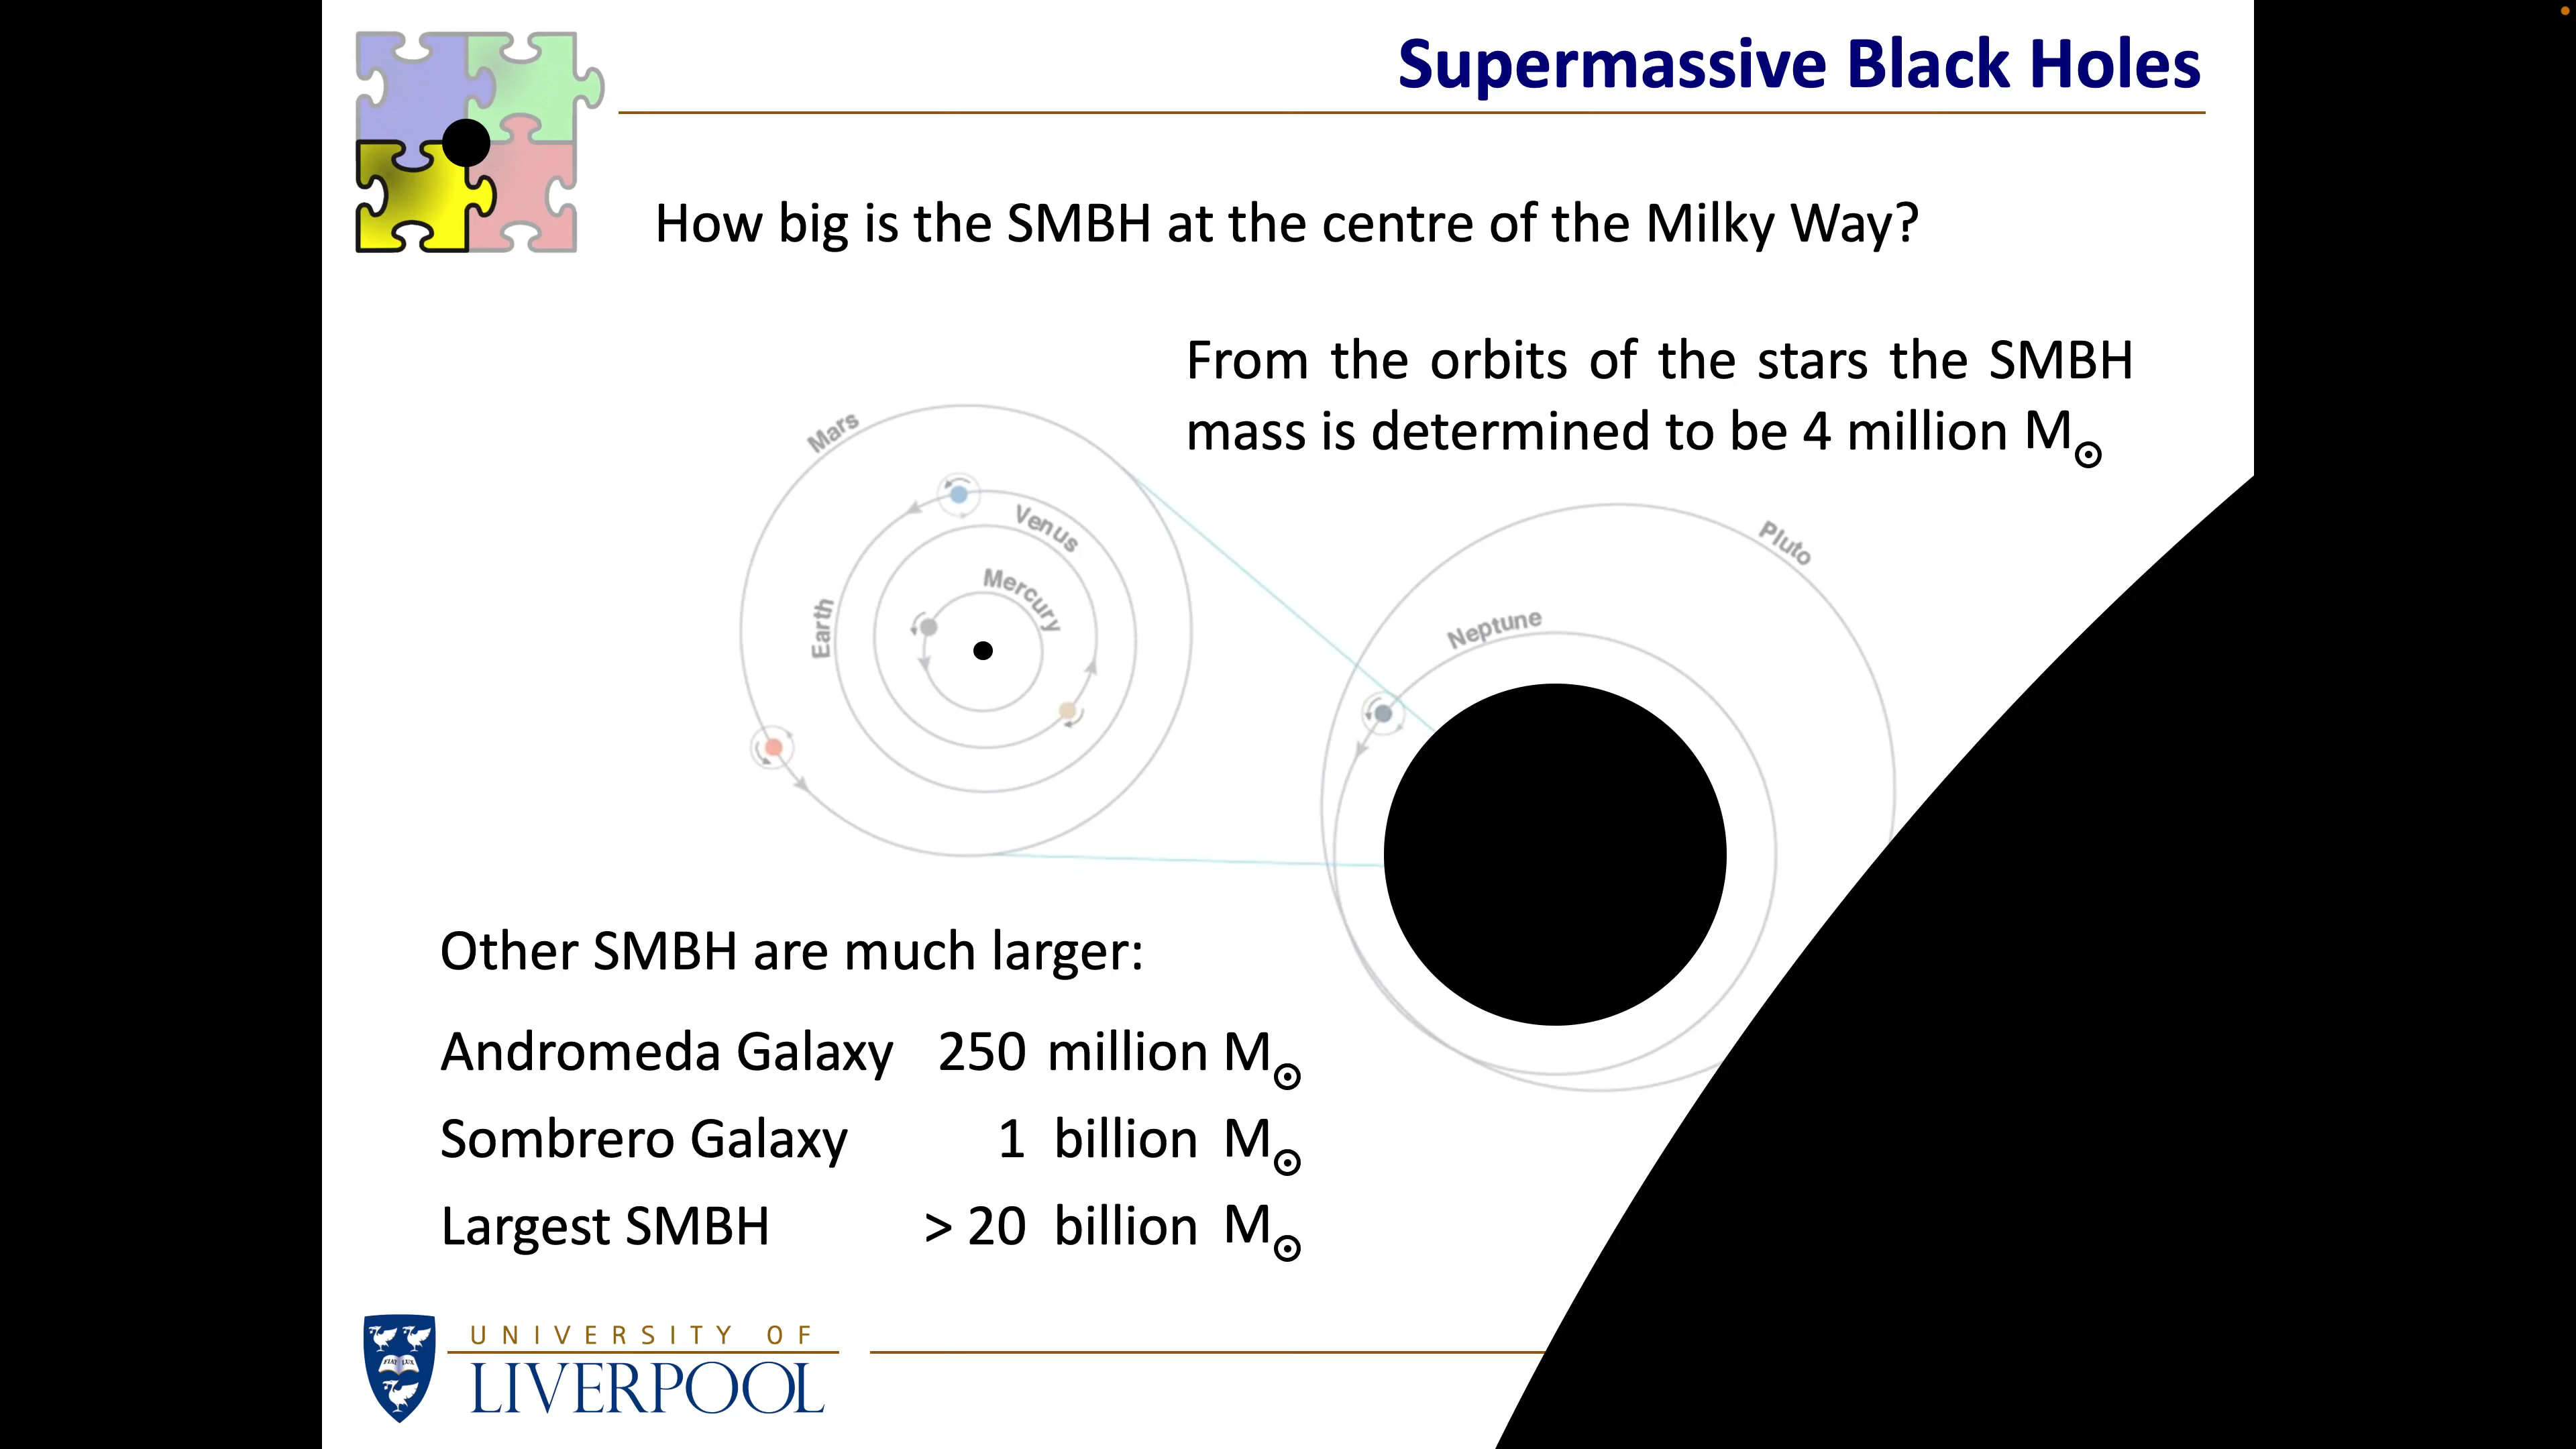 Supermassive Black Holes
How big is the SMBH at the centre of the Milky Way?
From the orbits of the stars the SMBH
mass is determined to be 4 million M⊙
Mars
Venus
Mercury
Earth
Pluto
Neptune
Other SMBH are much larger:
Andromeda Galaxy 250 million M⊙
Sombrero Galaxy 1 billion M⊙
Largest SMBH > 20 billion M⊙
FIAT LUX
UNIVERSITY OF
LIVERPOOL